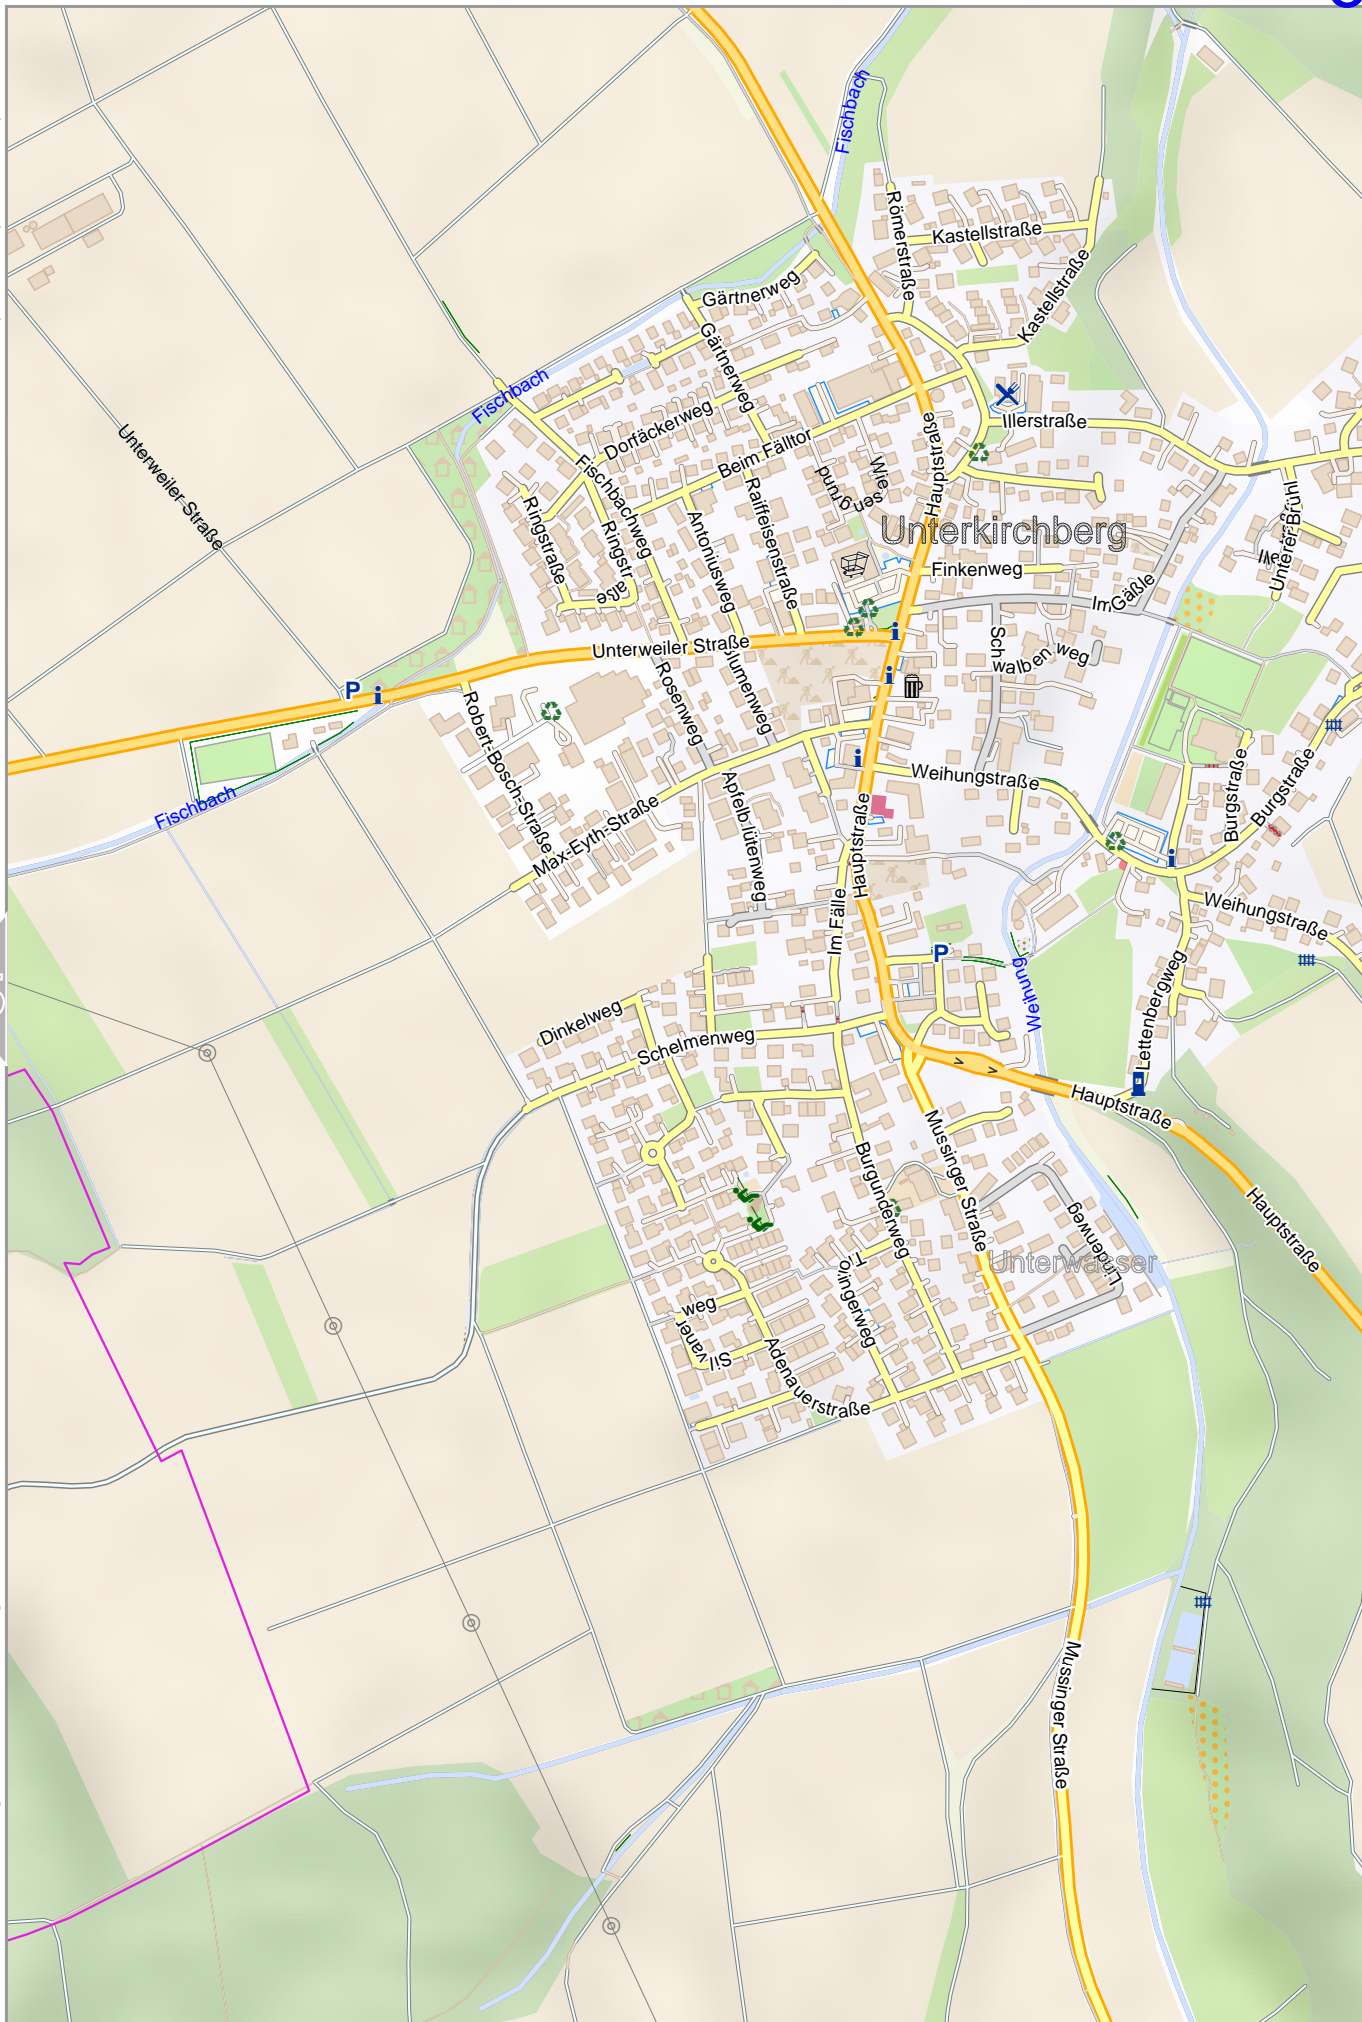 Fischbach
Römerstraße
Kastellstraße
Kastellstraße
Gärtnerweg
Gärtnerweg
Fischbach
Dorfäckerweg
Beim Fälltor
Hauptstraße
Illerstraße
Unterweiler Straße
Fischbachweg
Ringstraße
Ringstraße
Antoniusweg
Raiffeisenstraße
Wiesengrund
Unterkirchberg
Unterer Brühl
Finkenweg
Im Gäßle
Schwalbenweg
Unterweiler Straße
Blumenweg
Rosenweg
P
Robert-Bosch-Straße
Fischbach
Max-Eyth-Straße
Apfelblütenweg
Weihungstraße
Hauptstraße
Burgstraße
Burgstraße
Im Fälle
Weihungstraße
P
Weihung
Lettenbergweg
Dinkelweg
Schelmenweg
Hauptstraße
Mussinger Straße
Burgunderweg
Hauptstraße
Lindenweg
Unterwasser
Silvanerweg
Adenauerstraße
Mussinger Straße